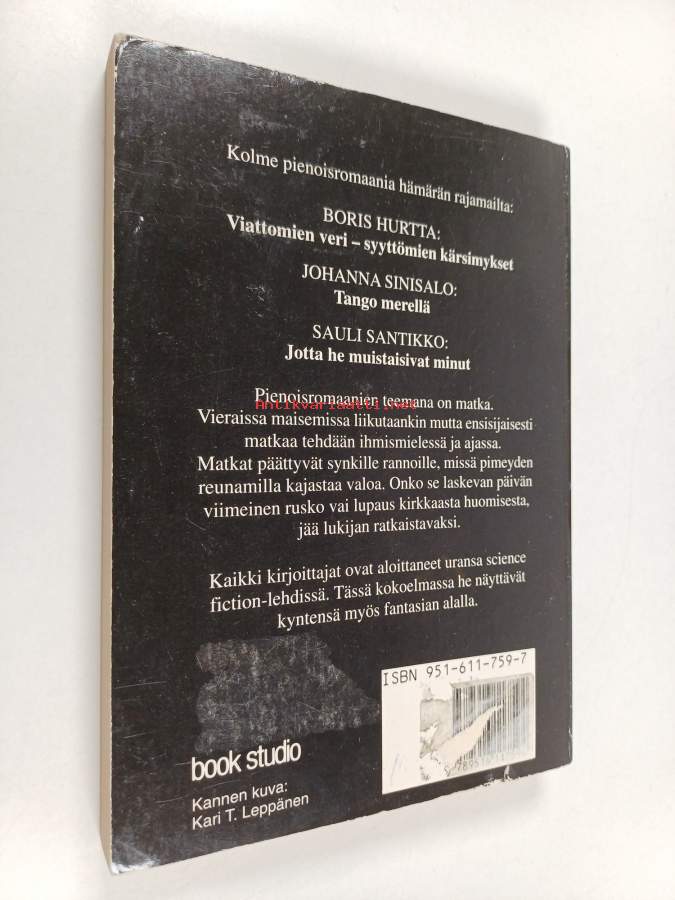 Kolme pienoisromaania hämärän rajamailta:
BORIS HURTTA:
Viattomien veri – syyttömien kärsimykset
JOHANNA SINISALO:
Tango merellä
SAULI SANTIKKO:
Jotta he muistaisivat minut
Pienoisromaanien teemana on matka.
Antikvariaatti.net
Vieraissa maisemissa liikutaankin mutta ensisijaisesti
matkaa tehdään ihmismielessä ja ajassa.
Matkat päättyvät synkille rannoille, missä pimeyden
reunamilla kajastaa valoa. Onko se laskevan päivän
viimeinen rusko vai lupaus kirkkaasta huomisesta,
jää lukijan ratkaistavaksi.
Kaikki kirjoittajat ovat aloittaneet uransa science
fiction-lehdissä. Tässä kokoelmassa he näyttävät
kyntensä myös fantasian alalla.
ISBN 951-611-759-7
book studio
Kannen kuva:
Kari T. Leppänen